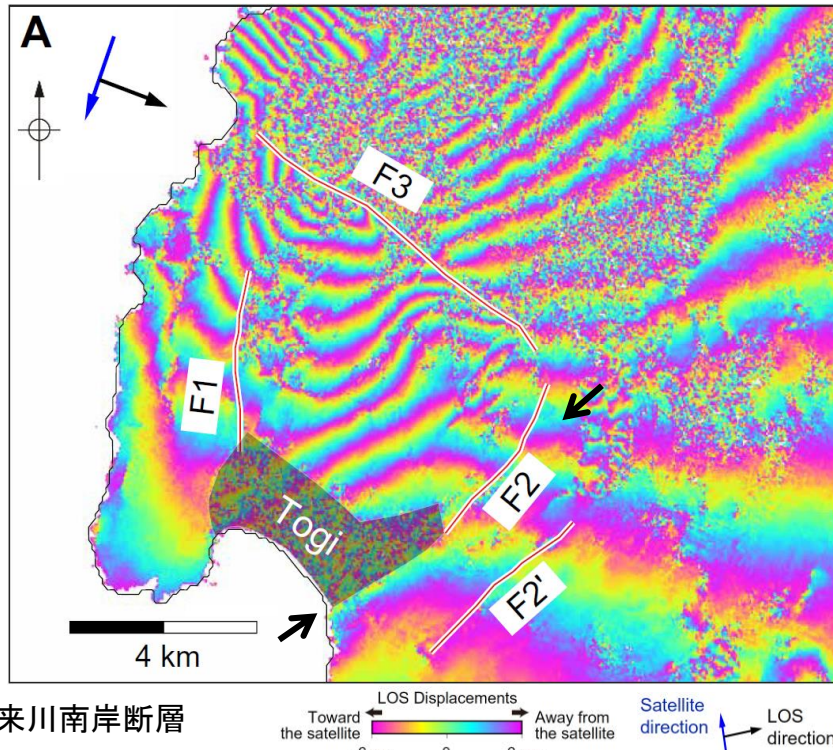 A
F3
F1
Togi
F2
F2'
4 km
来川南岸断層
LOS Displacements
Toward
the satellite
Away from
the satellite
Satellite
direction
LOS
direction